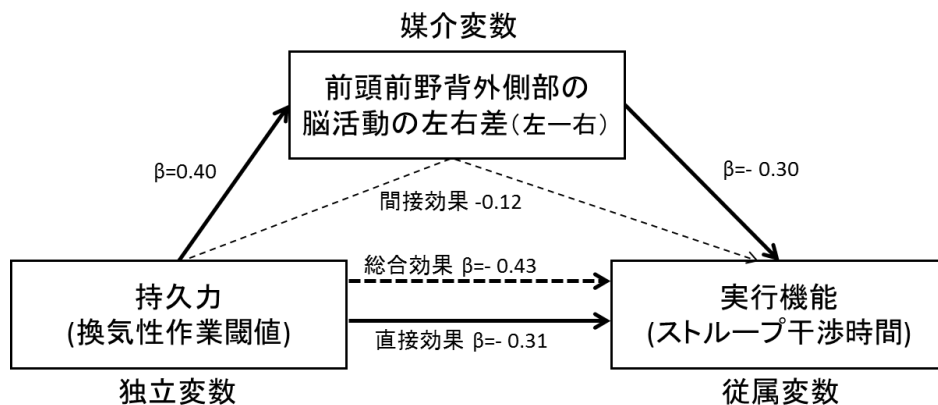 媒介変数
前頭前野背外側部の
脳活動の左右差(左ー右)
β=0.40
β=- 0.30
間接効果 -0.12
総合効果 β=- 0.43
持久力
(換気性作業閾値)
実行機能
(ストループ干渉時間)
直接効果 β=- 0.31
独立変数
従属変数